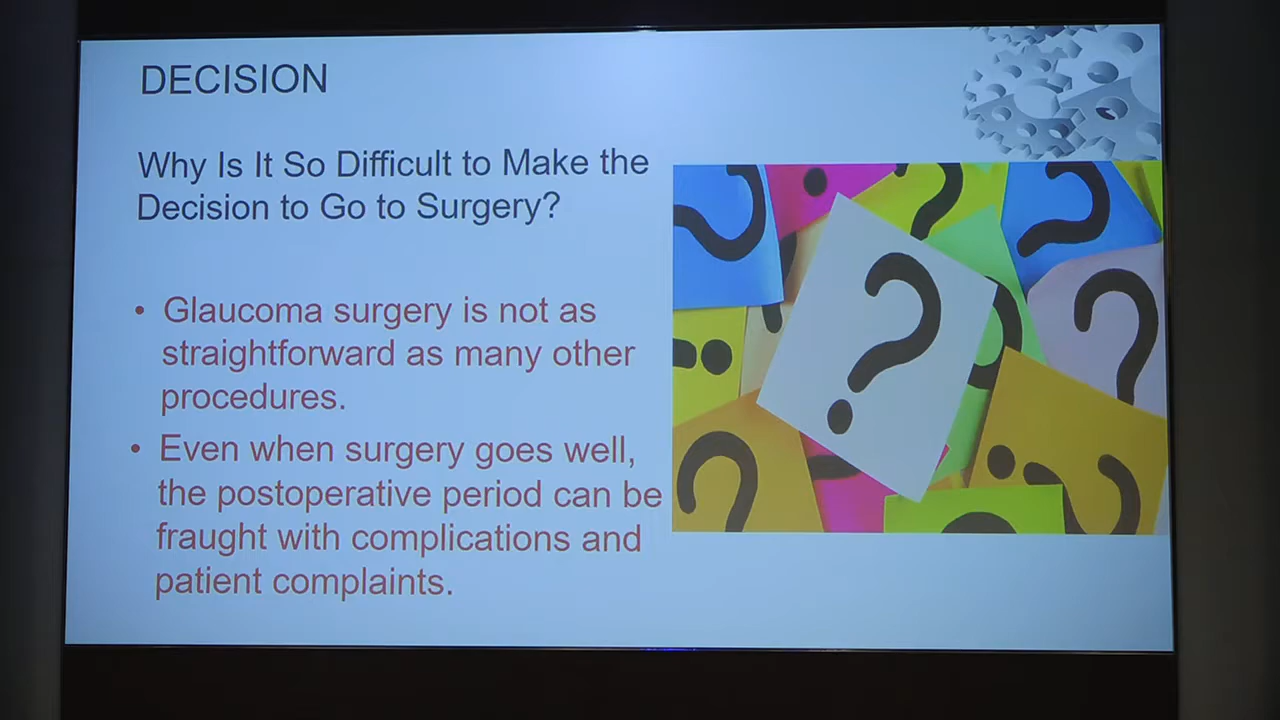 DECISION
Why Is It So Difficult to Make the
Decision to Go to Surgery?
• Glaucoma surgery is not as
straightforward as many other
procedures.
• Even when surgery goes well,
the postoperative period can be
fraught with complications and
patient complaints.